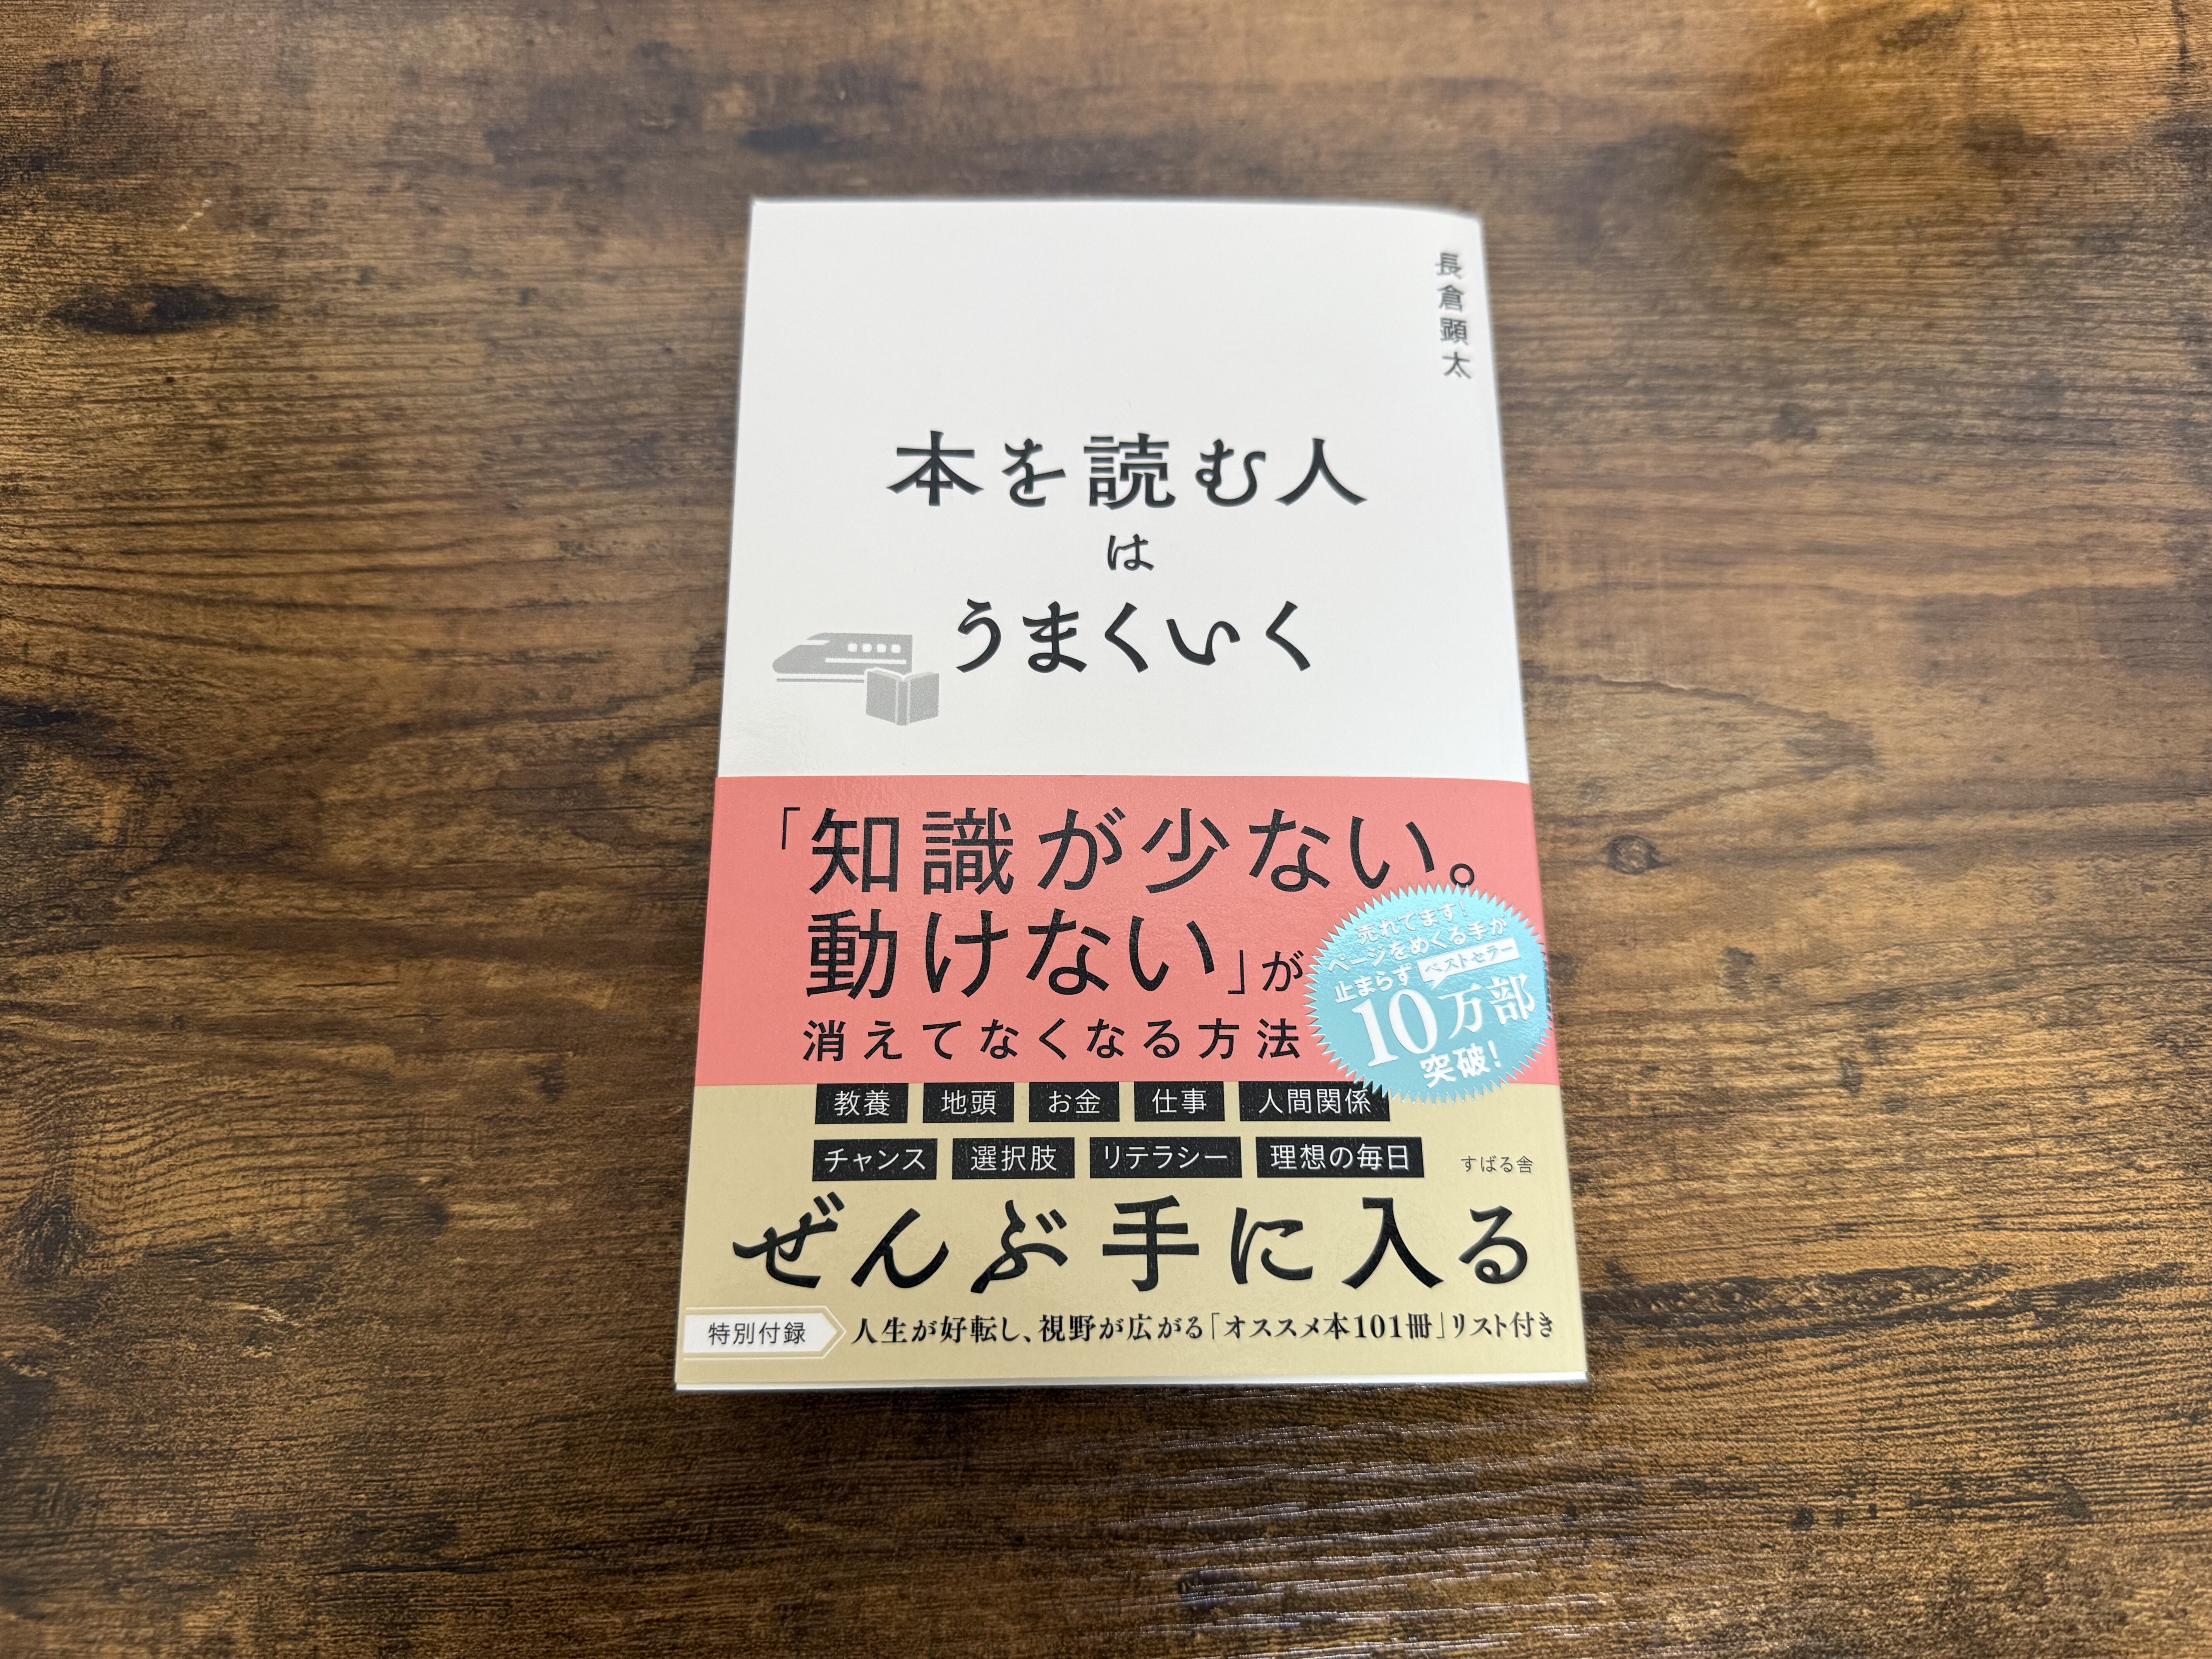 長倉顕太
本を読む人
は
うまくいく
「知識が少ない。
動けない」が
消えてなくなる方法
売れてます!
ページをめくる手が
止まらず ベストセラー
10万部
突破!
教養 地頭 お金 仕事 人間関係
チャンス 選択肢 リテラシー 理想の毎日
すばる舎
ぜんぶ手に入る
特別付録 人生が好転し、視野が広がる「オススメ本101冊」リスト付き